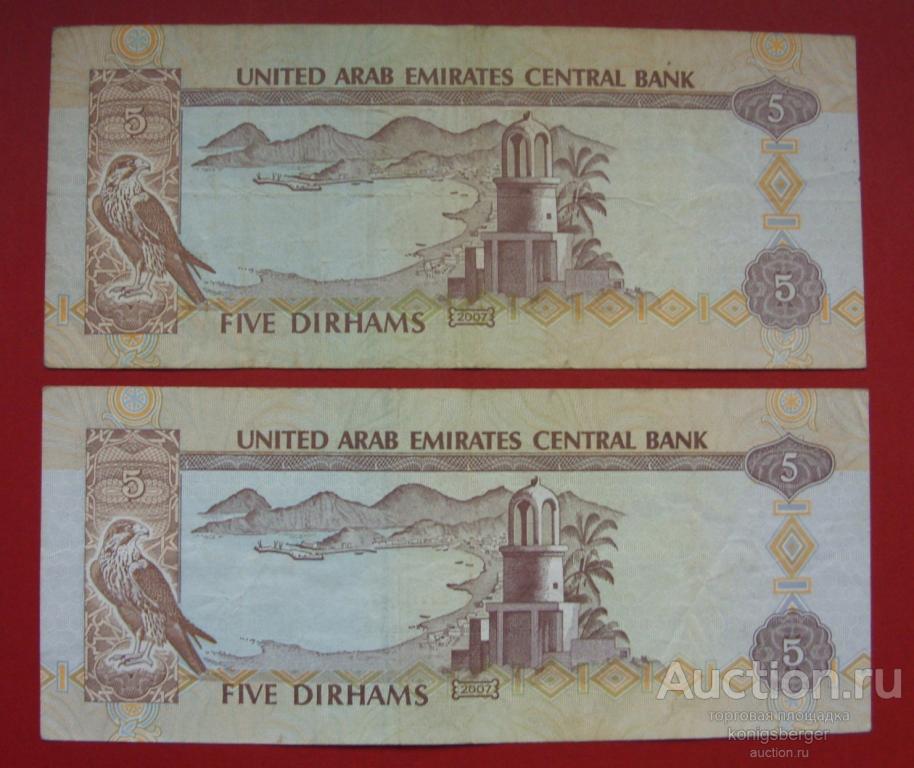 UNITED ARAB EMIRATES CENTRAL BANK
5
5
5
FIVE DIRHAMS
2007
UNITED ARAB EMIRATES CENTRAL BANK
5
5
5
FIVE DIRHAMS
2007
Auction.ru
торговая площадка
konigsberger
auction.ru